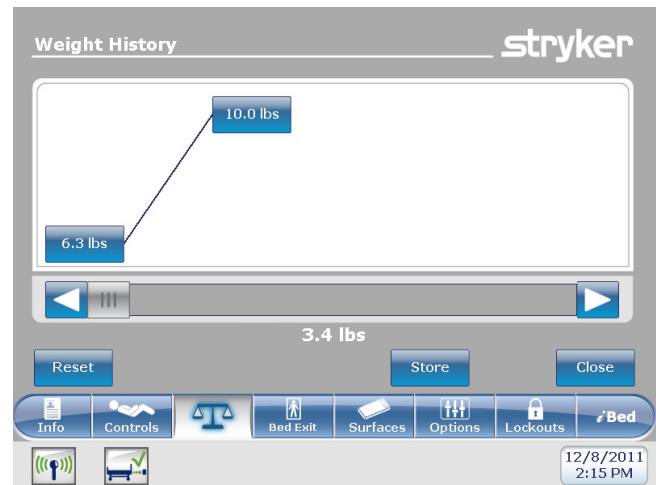 Weight History
stryker
10.0 lbs
6.3 lbs
3.4 lbs
Reset
Store
Close
Info
Controls
Bed Exit
Surfaces
Options
Lockouts
iBed
12/8/2011
2:15 PM